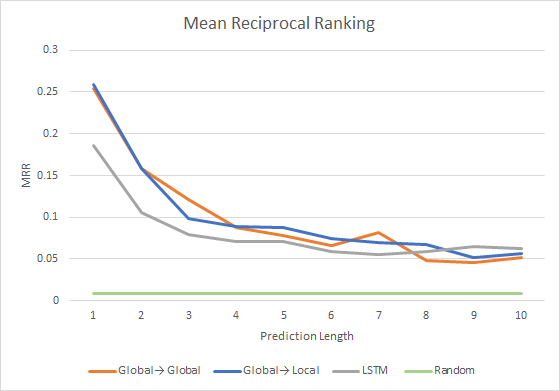 Mean Reciprocal Ranking
0.3
0.25
0.2
0.15
0.1
0.05
0
MRR
1 2 3 4 5 6 7 8 9 10
Prediction Length
Global→Global Global→Local LSTM Random